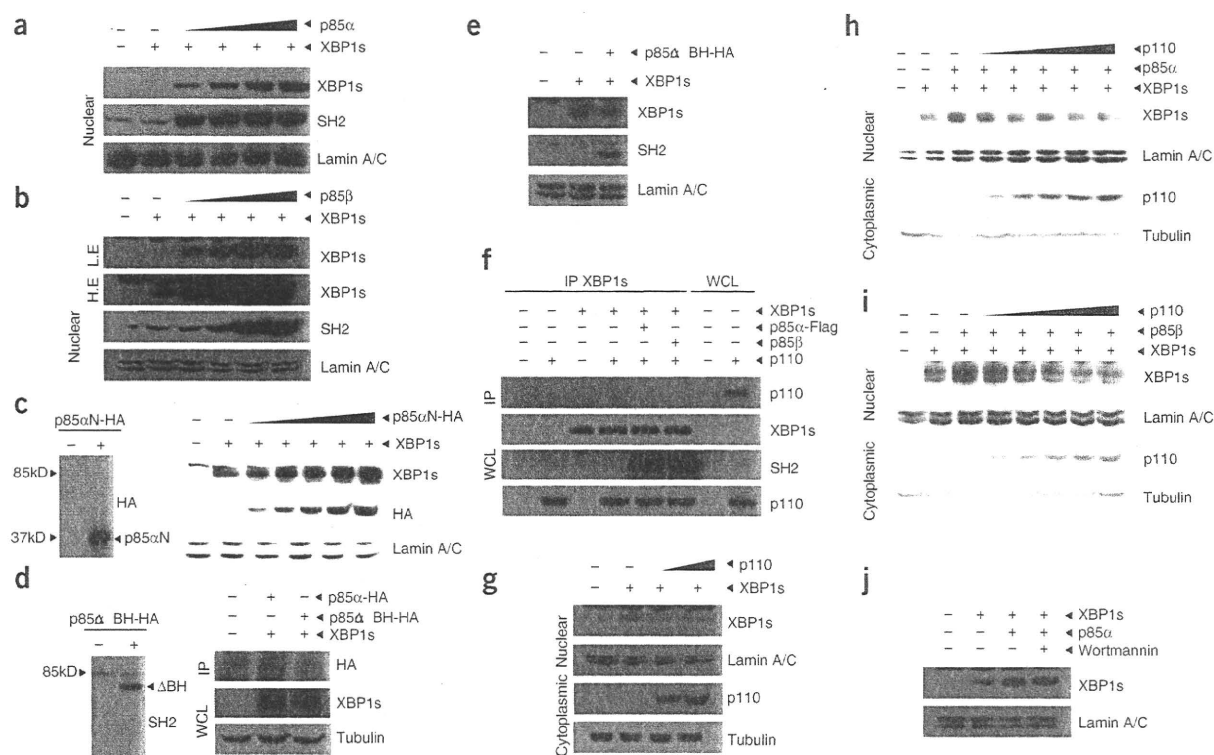 a
– – ◄ p85α
– + + + + + ◄ XBP1s
Nuclear
XBP1s
SH2
Lamin A/C
b
– – ◄ p85β
– + + + + + ◄ XBP1s
L.E
XBP1s
H.E
XBP1s
Nuclear
SH2
Lamin A/C
c
p85αN-HA
– +
85kD►
HA
37kD► ◄p85αN
– – ◄p85αN-HA
– + + + + + + ◄ XBP1s
XBP1s
HA
Lamin A/C
d
p85Δ BH-HA
– +
85kD►
◄ΔBH
SH2
– + – ◄p85α-HA
– – + ◄p85Δ BH-HA
– + + ◄XBP1s
IP
HA
WCL
XBP1s
Tubulin
e
– – + ◄ p85Δ BH-HA
– + + ◄ XBP1s
XBP1s
SH2
Lamin A/C
f
IP XBP1s WCL
– – + + + + – – ◄ XBP1s
– – – – + – – – ◄ p85α-Flag
– – – – – + – – ◄ p85β
– + – + + + – + ◄ p110
IP
p110
WCL
XBP1s
SH2
p110
g
– – ◄ p110
– + + + ◄ XBP1s
Nuclear
XBP1s
Lamin A/C
Cytoplasmic
p110
Tubulin
h
– – – ◄p110
– – + + + + + + ◄p85α
– + + + + + + + ◄XBP1s
Nuclear
XBP1s
Lamin A/C
Cytoplasmic
p110
Tubulin
i
– – – ◄ p110
– – + + + + + + ◄ p85β
– + + + + + + + ◄ XBP1s
Nuclear
XBP1s
Lamin A/C
Cytoplasmic
p110
Tubulin
j
– + + + ◄ XBP1s
– – + + ◄ p85α
– – – + ◄ Wortmannin
XBP1s
Lamin A/C